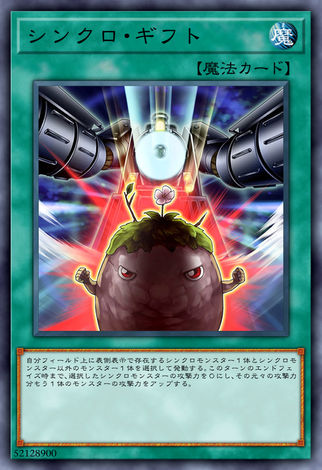 シンクロ・ギフト
魔
【魔法カード】
自分フィールド上に表側表示で存在するシンクロモンスター1体とシンクロモ
ンスター以外のモンスター1体を選択して発動する。このターンのエンドフェ
イズ時まで、選択したシンクロモンスターの攻撃力を0にし、その元々の攻撃力
分もう1体のモンスターの攻撃力をアップする。
52128900